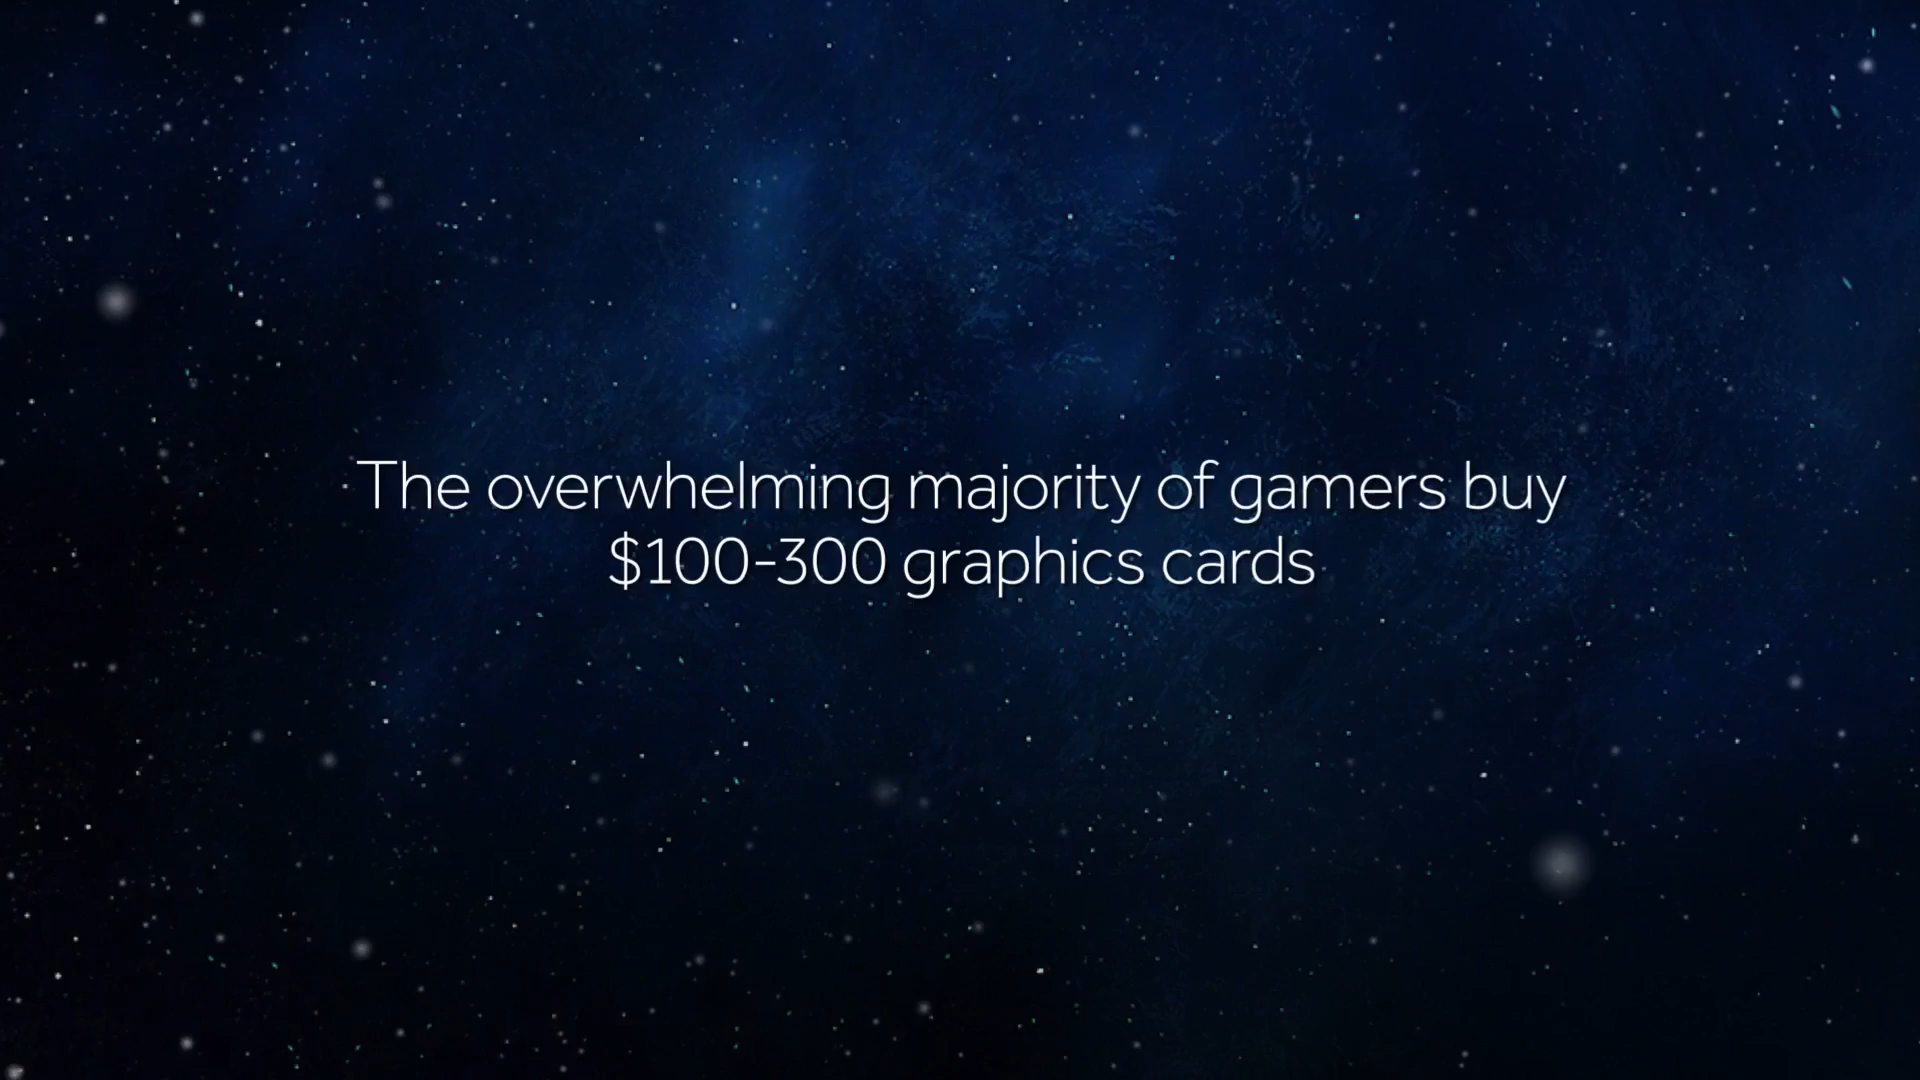 The overwhelming majority of gamers buy
$100-300 graphics cards